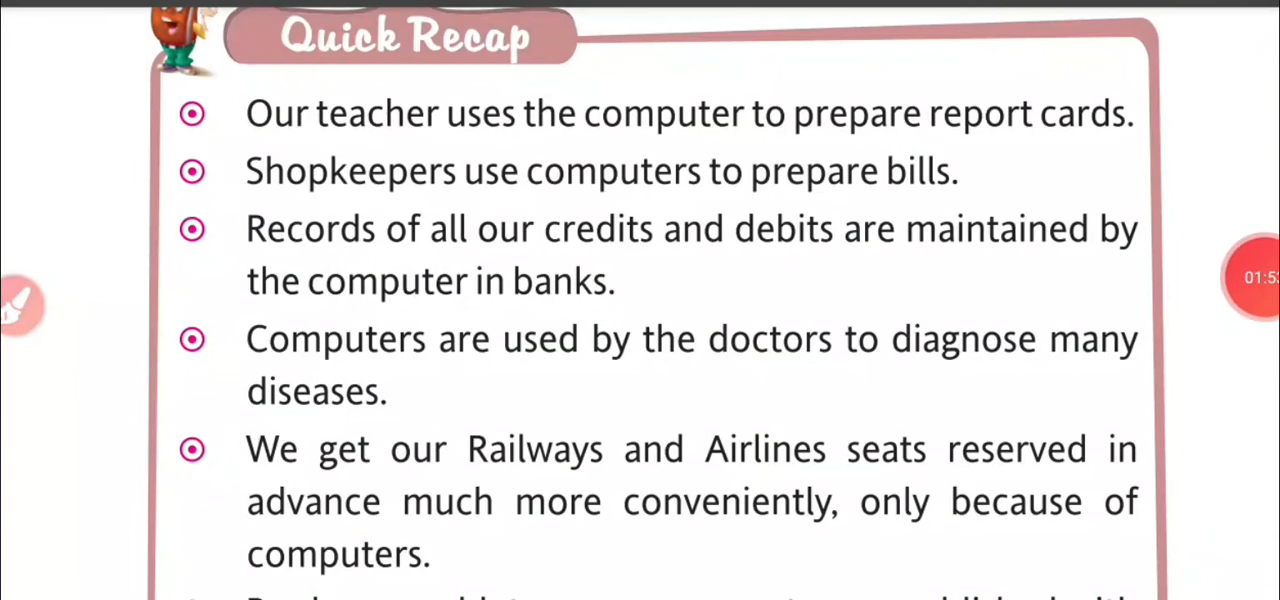 Quick Recap
Our teacher uses the computer to prepare report cards.
Shopkeepers use computers to prepare bills.
Records of all our credits and debits are maintained by
the computer in banks.
Computers are used by the doctors to diagnose many
diseases.
We get our Railways and Airlines seats reserved in
advance much more conveniently, only because of
computers.